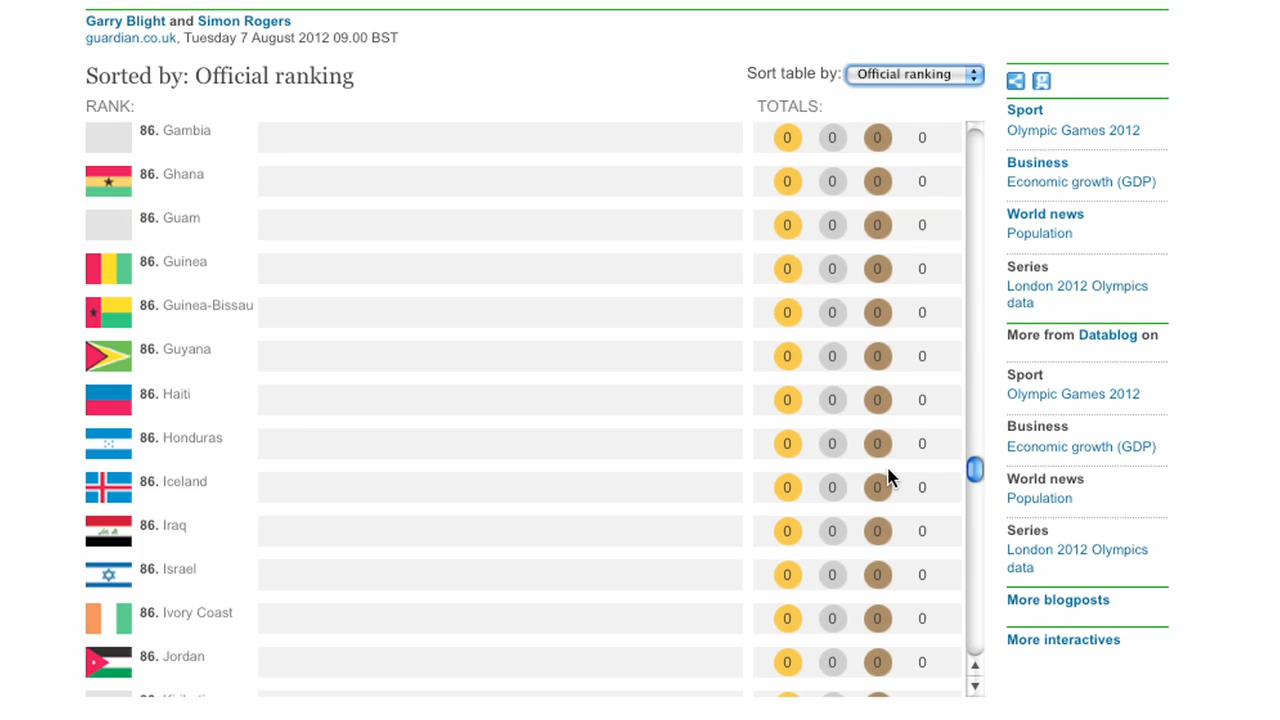 Garry Blight and Simon Rogers
guardian.co.uk, Tuesday 7 August 2012 09.00 BST
Sorted by: Official ranking
Sort table by: Official ranking
RANK:
TOTALS:
86. Gambia 0 0 0 0
86. Ghana 0 0 0 0
86. Guam 0 0 0 0
86. Guinea 0 0 0 0
86. Guinea-Bissau 0 0 0 0
86. Guyana 0 0 0 0
86. Haiti 0 0 0 0
86. Honduras 0 0 0 0
86. Iceland 0 0 0 0
86. Iraq 0 0 0 0
86. Israel 0 0 0 0
86. Ivory Coast 0 0 0 0
86. Jordan 0 0 0 0
Sport
Olympic Games 2012
Business
Economic growth (GDP)
World news
Population
Series
London 2012 Olympics
data
More from Datablog on
Sport
Olympic Games 2012
Business
Economic growth (GDP)
World news
Population
Series
London 2012 Olympics
data
More blogposts
More interactives